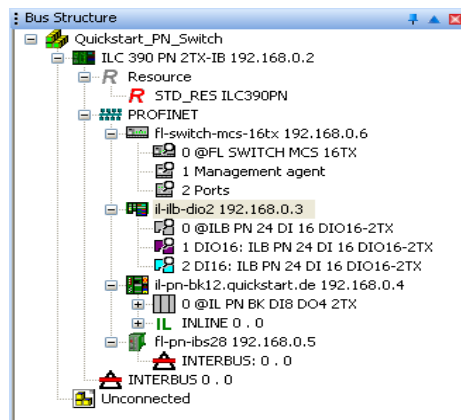 Bus Structure
Quickstart_PN_Switch
ILC 390 PN 2TX-IB 192.168.0.2
R Resource
R STD_RES ILC390PN
PROFINET
fl-switch-mcs-16tx 192.168.0.6
0 @FL SWITCH MCS 16TX
1 Management agent
2 Ports
il-ilb-dio2 192.168.0.3
0 @ILB PN 24 DI 16 DIO16-2TX
1 DIO16: ILB PN 24 DI 16 DIO16-2TX
2 DI16: ILB PN 24 DI 16 DIO16-2TX
il-pn-bk12.quickstart.de 192.168.0.4
0 @IL PN BK DI8 DO4 2TX
IL INLINE 0 . 0
fl-pn-ibs28 192.168.0.5
INTERBUS: 0 . 0
INTERBUS 0 . 0
Unconnected